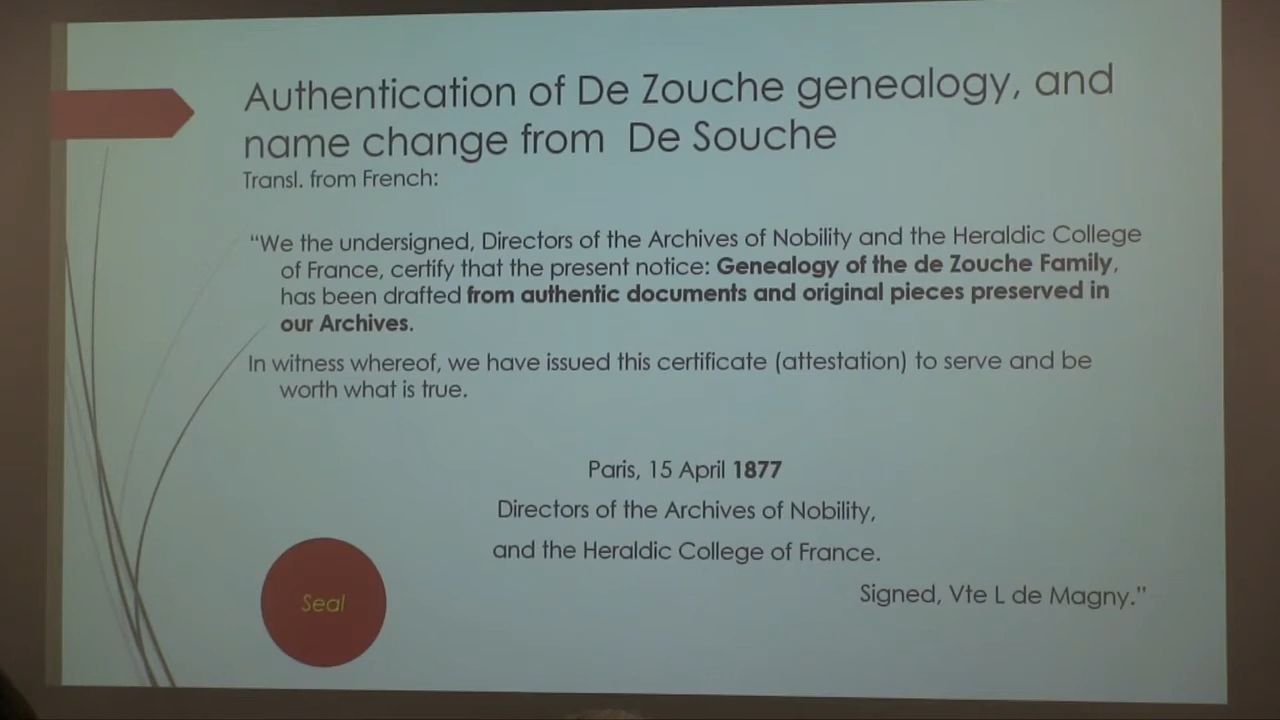 Authentication of De Zouche genealogy, and
name change from De Souche
Transl. from French:
“We the undersigned, Directors of the Archives of Nobility and the Heraldic College
of France, certify that the present notice: Genealogy of the de Zouche Family,
has been drafted from authentic documents and original pieces preserved in
our Archives.
In witness whereof, we have issued this certificate (attestation) to serve and be
worth what is true.
Paris, 15 April 1877
Directors of the Archives of Nobility,
and the Heraldic College of France.
Signed, Vte L de Magny.”
Seal